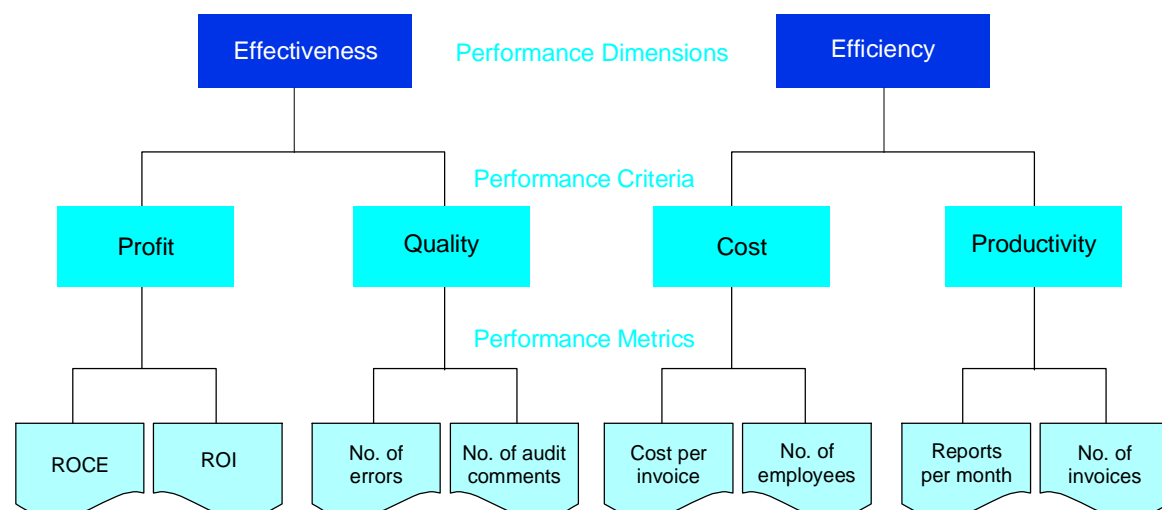 Effectiveness
Performance Dimensions
Efficiency
Performance Criteria
Profit
Quality
Cost
Productivity
Performance Metrics
ROCE
ROI
No. of
errors
No. of audit
comments
Cost per
invoice
No. of
employees
Reports
per month
No. of
invoices